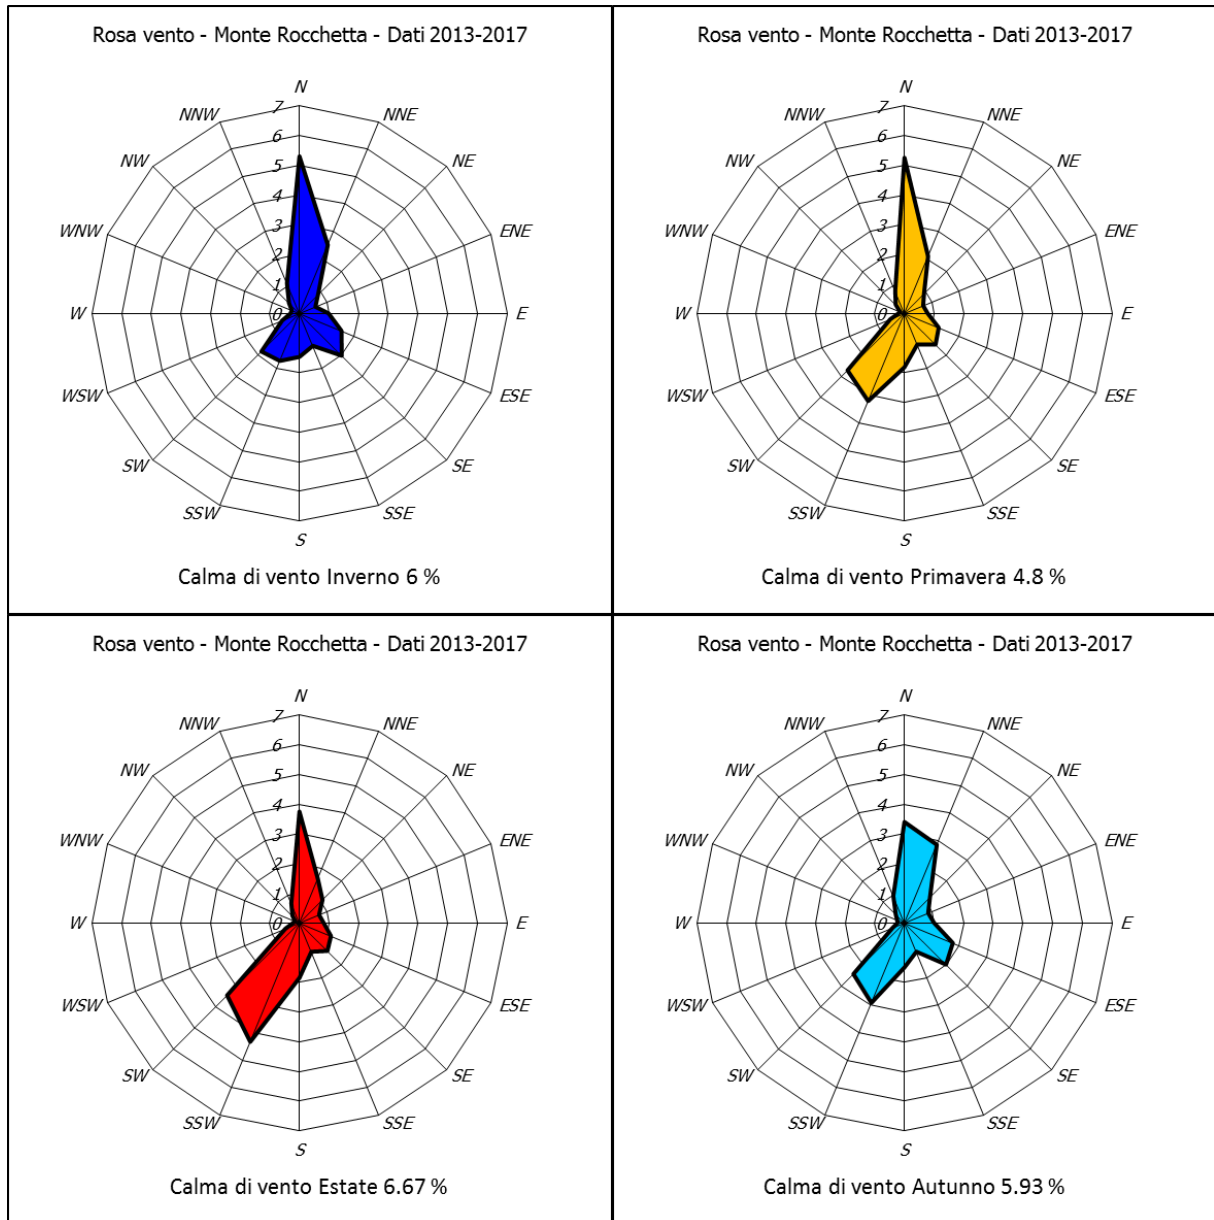 Rosa vento - Monte Rocchetta - Dati 2013-2017
N
NNW
NNE
7
6
NW
NE
5
4
WNW
3
ENE
2
1
W
0
E
WSW
ESE
SW
SE
SSW
SSE
S
Calma di vento Inverno 6 %
Rosa vento - Monte Rocchetta - Dati 2013-2017
N
NNW
NNE
7
6
NW
NE
5
4
WNW
3
ENE
2
1
W
0
E
WSW
ESE
SW
SE
SSW
SSE
S
Calma di vento Primavera 4.8 %
Rosa vento - Monte Rocchetta - Dati 2013-2017
N
NNW
NNE
7
6
NW
NE
5
4
WNW
3
ENE
2
1
W
0
E
WSW
ESE
SW
SE
SSW
SSE
S
Calma di vento Estate 6.67 %
Rosa vento - Monte Rocchetta - Dati 2013-2017
N
NNW
NNE
7
6
NW
NE
5
4
WNW
3
ENE
2
1
W
0
E
WSW
ESE
SW
SE
SSW
SSE
S
Calma di vento Autunno 5.93 %